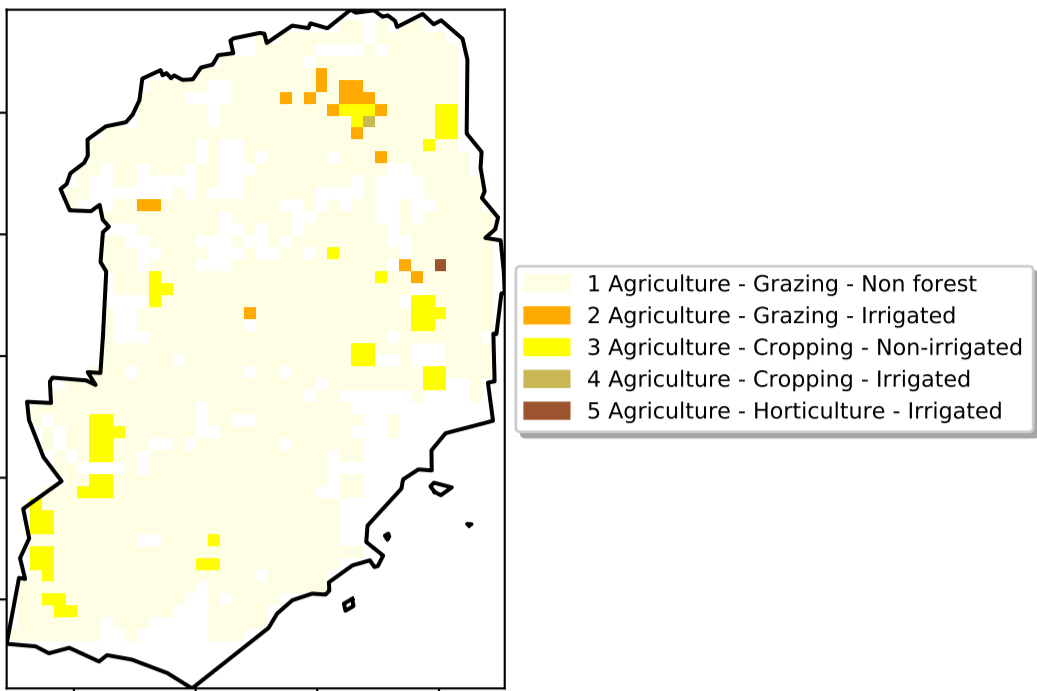 1 Agriculture - Grazing - Non forest
2 Agriculture - Grazing - Irrigated
3 Agriculture - Cropping - Non-irrigated
4 Agriculture - Cropping - Irrigated
5 Agriculture - Horticulture - Irrigated